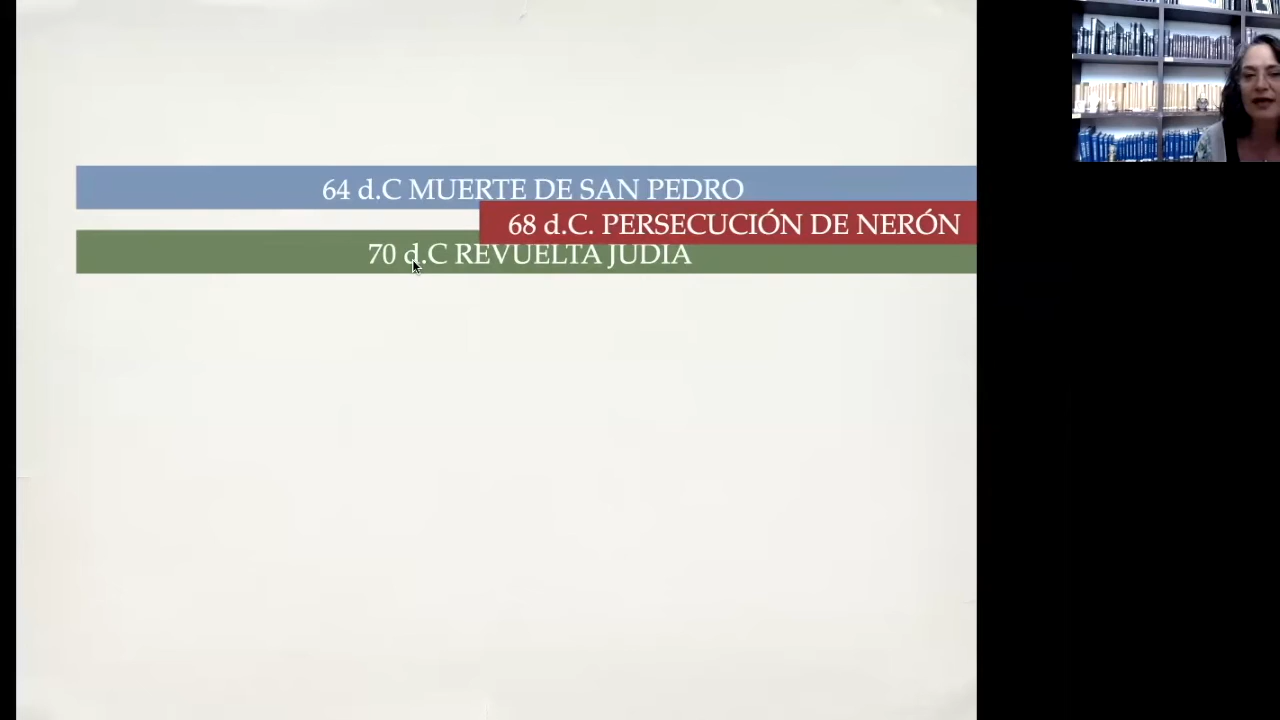 64 d.C MUERTE DE SAN PEDRO
68 d.C. PERSECUCIÓN DE NERÓN
70 d.C REVUELTA JUDIA